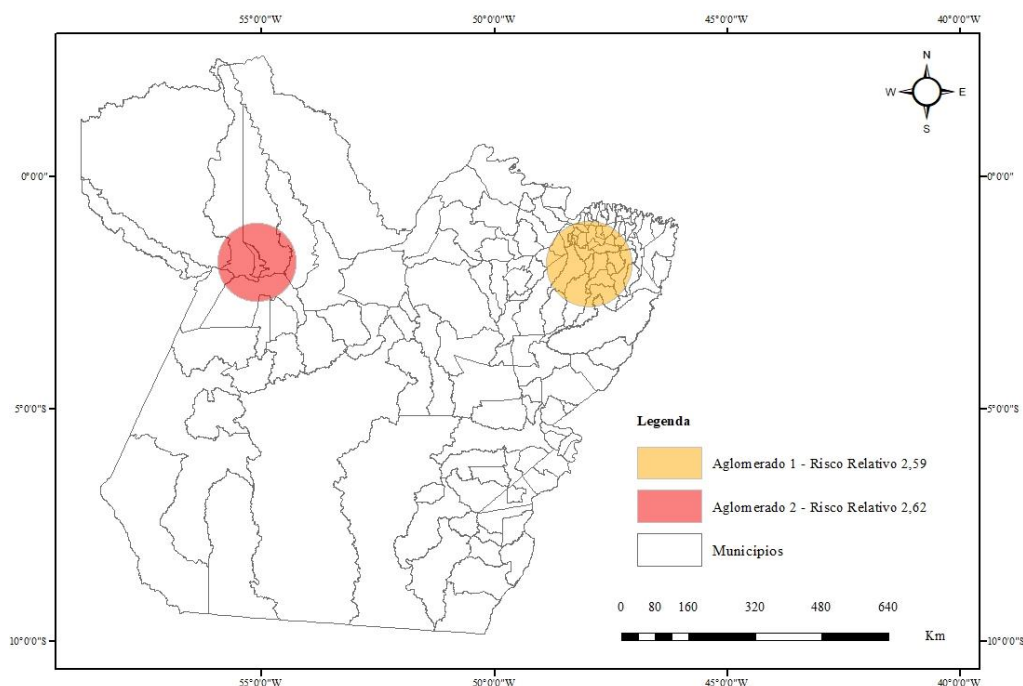 55°0'0"W 50°0'0"W 45°0'0"W 40°0'0"W
N
W E
S
0°0'0" 0°0'0"
5°0'0"S 5°0'0"S
Legenda
Aglomerado 1 - Risco Relativo 2,59
Aglomerado 2 - Risco Relativo 2,62
Municípios
0 80 160 320 480 640
Km
10°0'0"S 10°0'0"S
55°0'0"W 50°0'0"W 45°0'0"W 40°0'0"W